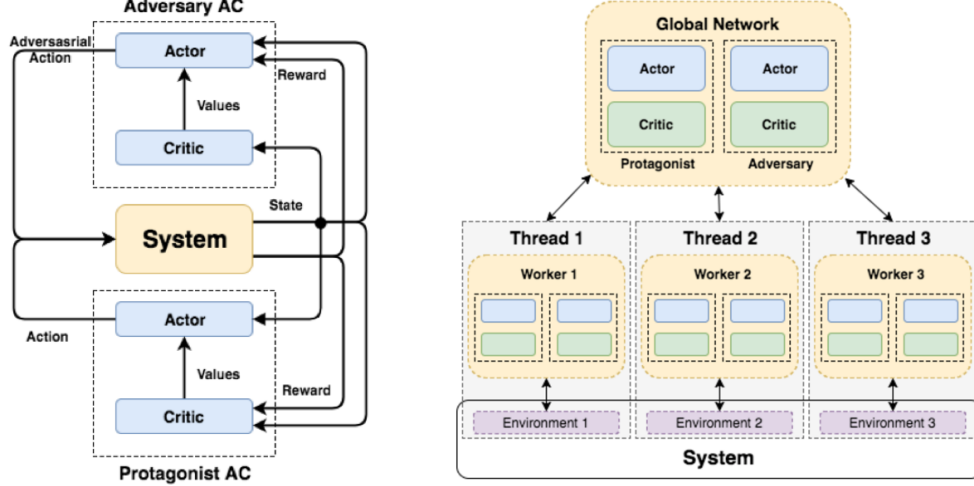 Adversary AC
Adversasrial
Action
Actor
Reward
Values
Critic
State
System
Actor
Action
Values
Reward
Critic
Protagonist AC
Global Network
Actor
Actor
Critic
Critic
Protagonist
Adversary
Thread 1
Thread 2
Thread 3
Worker 1
Worker 2
Worker 3
Environment 1
Environment 2
Environment 3
System